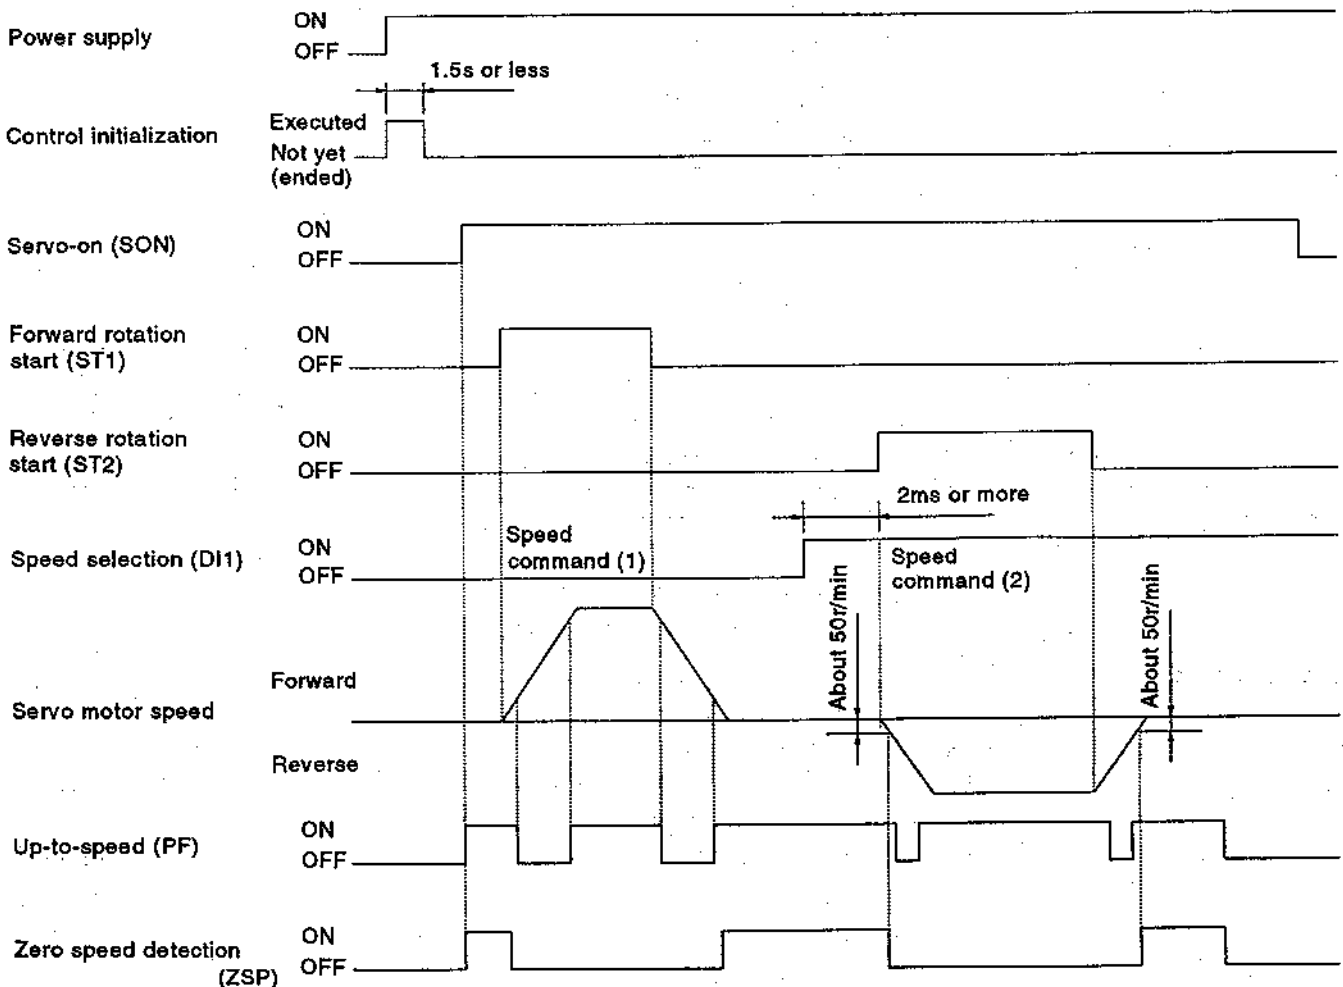 Power supply
ON
OFF
1.5s or less
Control initialization
Executed
Not yet
(ended)
Servo-on (SON)
ON
OFF
Forward rotation
start (ST1)
ON
OFF
Reverse rotation
start (ST2)
ON
OFF
2ms or more
Speed selection (DI1)
ON
OFF
Speed
command (1)
Speed
command (2)
About 50r/min
About 50r/min
Servo motor speed
Forward
Reverse
Up-to-speed (PF)
ON
OFF
Zero speed detection
(ZSP)
ON
OFF